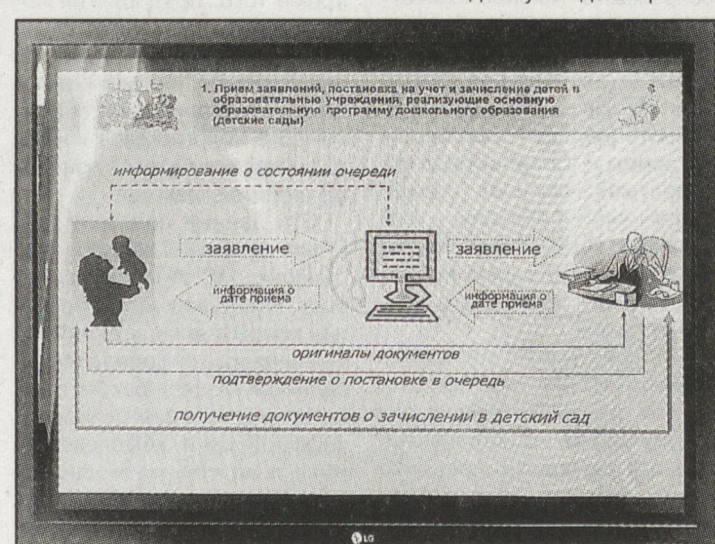 1. Прием заявлений, постановка на учет и зачисление детей в
образовательные учреждения, реализующие основную
образовательную программу дошкольного образования
(детские сады)
информирование о состоянии очереди
заявление
заявление
информация о
дате приема
информация о
дате приема
оригиналы документов
подтверждение о постановке в очередь
получение документов о зачислении в детский сад
LG